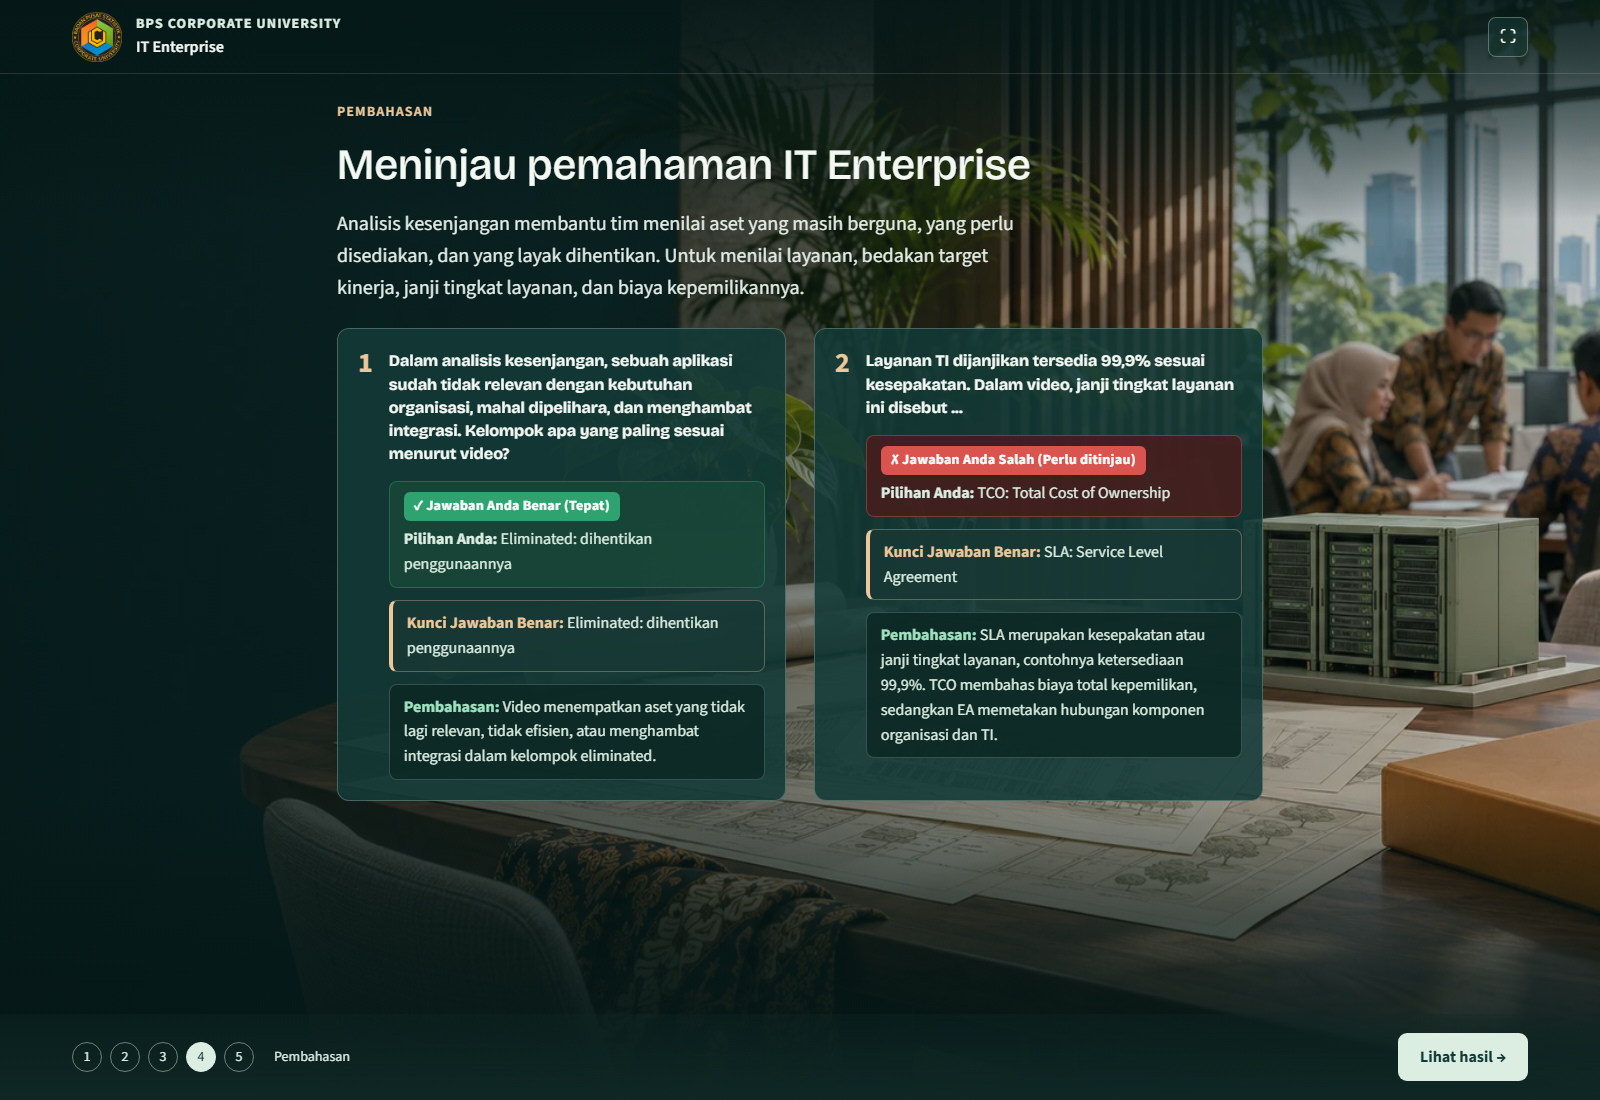 BPS CORPORATE UNIVERSITY
IT Enterprise
PEMBAHASAN
Meninjau pemahaman IT Enterprise
Analisis kesenjangan membantu tim menilai aset yang masih berguna, yang perlu
disediakan, dan yang layak dihentikan. Untuk menilai layanan, bedakan target
kinerja, janji tingkat layanan, dan biaya kepemilikannya.
1
Dalam analisis kesenjangan, sebuah aplikasi
sudah tidak relevan dengan kebutuhan
organisasi, mahal dipelihara, dan menghambat
integrasi. Kelompok apa yang paling sesuai
menurut video?
✓ Jawaban Anda Benar (Tepat)
Pilihan Anda: Eliminated: dihentikan
penggunaannya
Kunci Jawaban Benar: Eliminated: dihentikan
penggunaannya
Pembahasan: Video menempatkan aset yang tidak
lagi relevan, tidak efisien, atau menghambat
integrasi dalam kelompok eliminated.
2
Layanan TI dijanjikan tersedia 99,9% sesuai
kesepakatan. Dalam video, janji tingkat layanan
ini disebut ...
✗ Jawaban Anda Salah (Perlu ditinjau)
Pilihan Anda: TCO: Total Cost of Ownership
Kunci Jawaban Benar: SLA: Service Level
Agreement
Pembahasan: SLA merupakan kesepakatan atau
janji tingkat layanan, contohnya ketersediaan
99,9%. TCO membahas biaya total kepemilikan,
sedangkan EA memetakan hubungan komponen
organisasi dan TI.
1 2 3 4 5 Pembahasan
Lihat hasil →